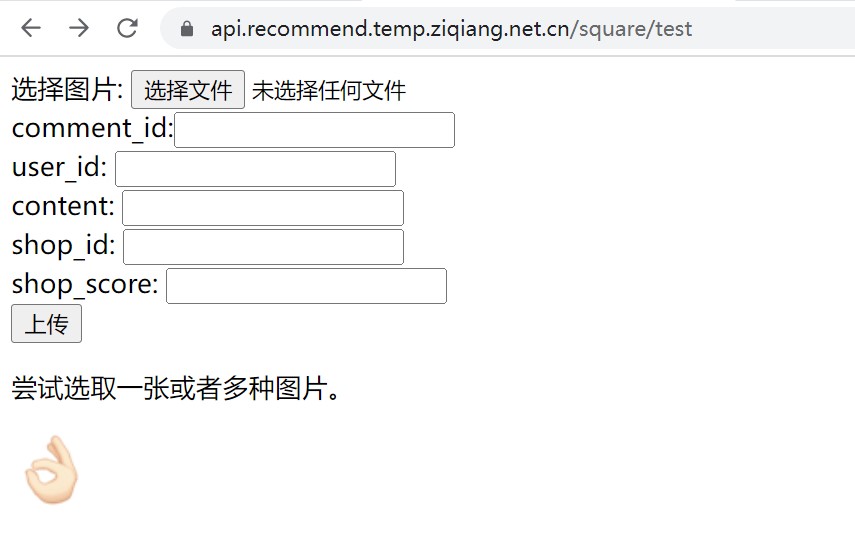 api.recommend.temp.ziqiang.net.cn/square/test
选择图片: 选择文件 未选择任何文件
comment_id:
user_id:
content:
shop_id:
shop_score:
上传
尝试选取一张或者多种图片。